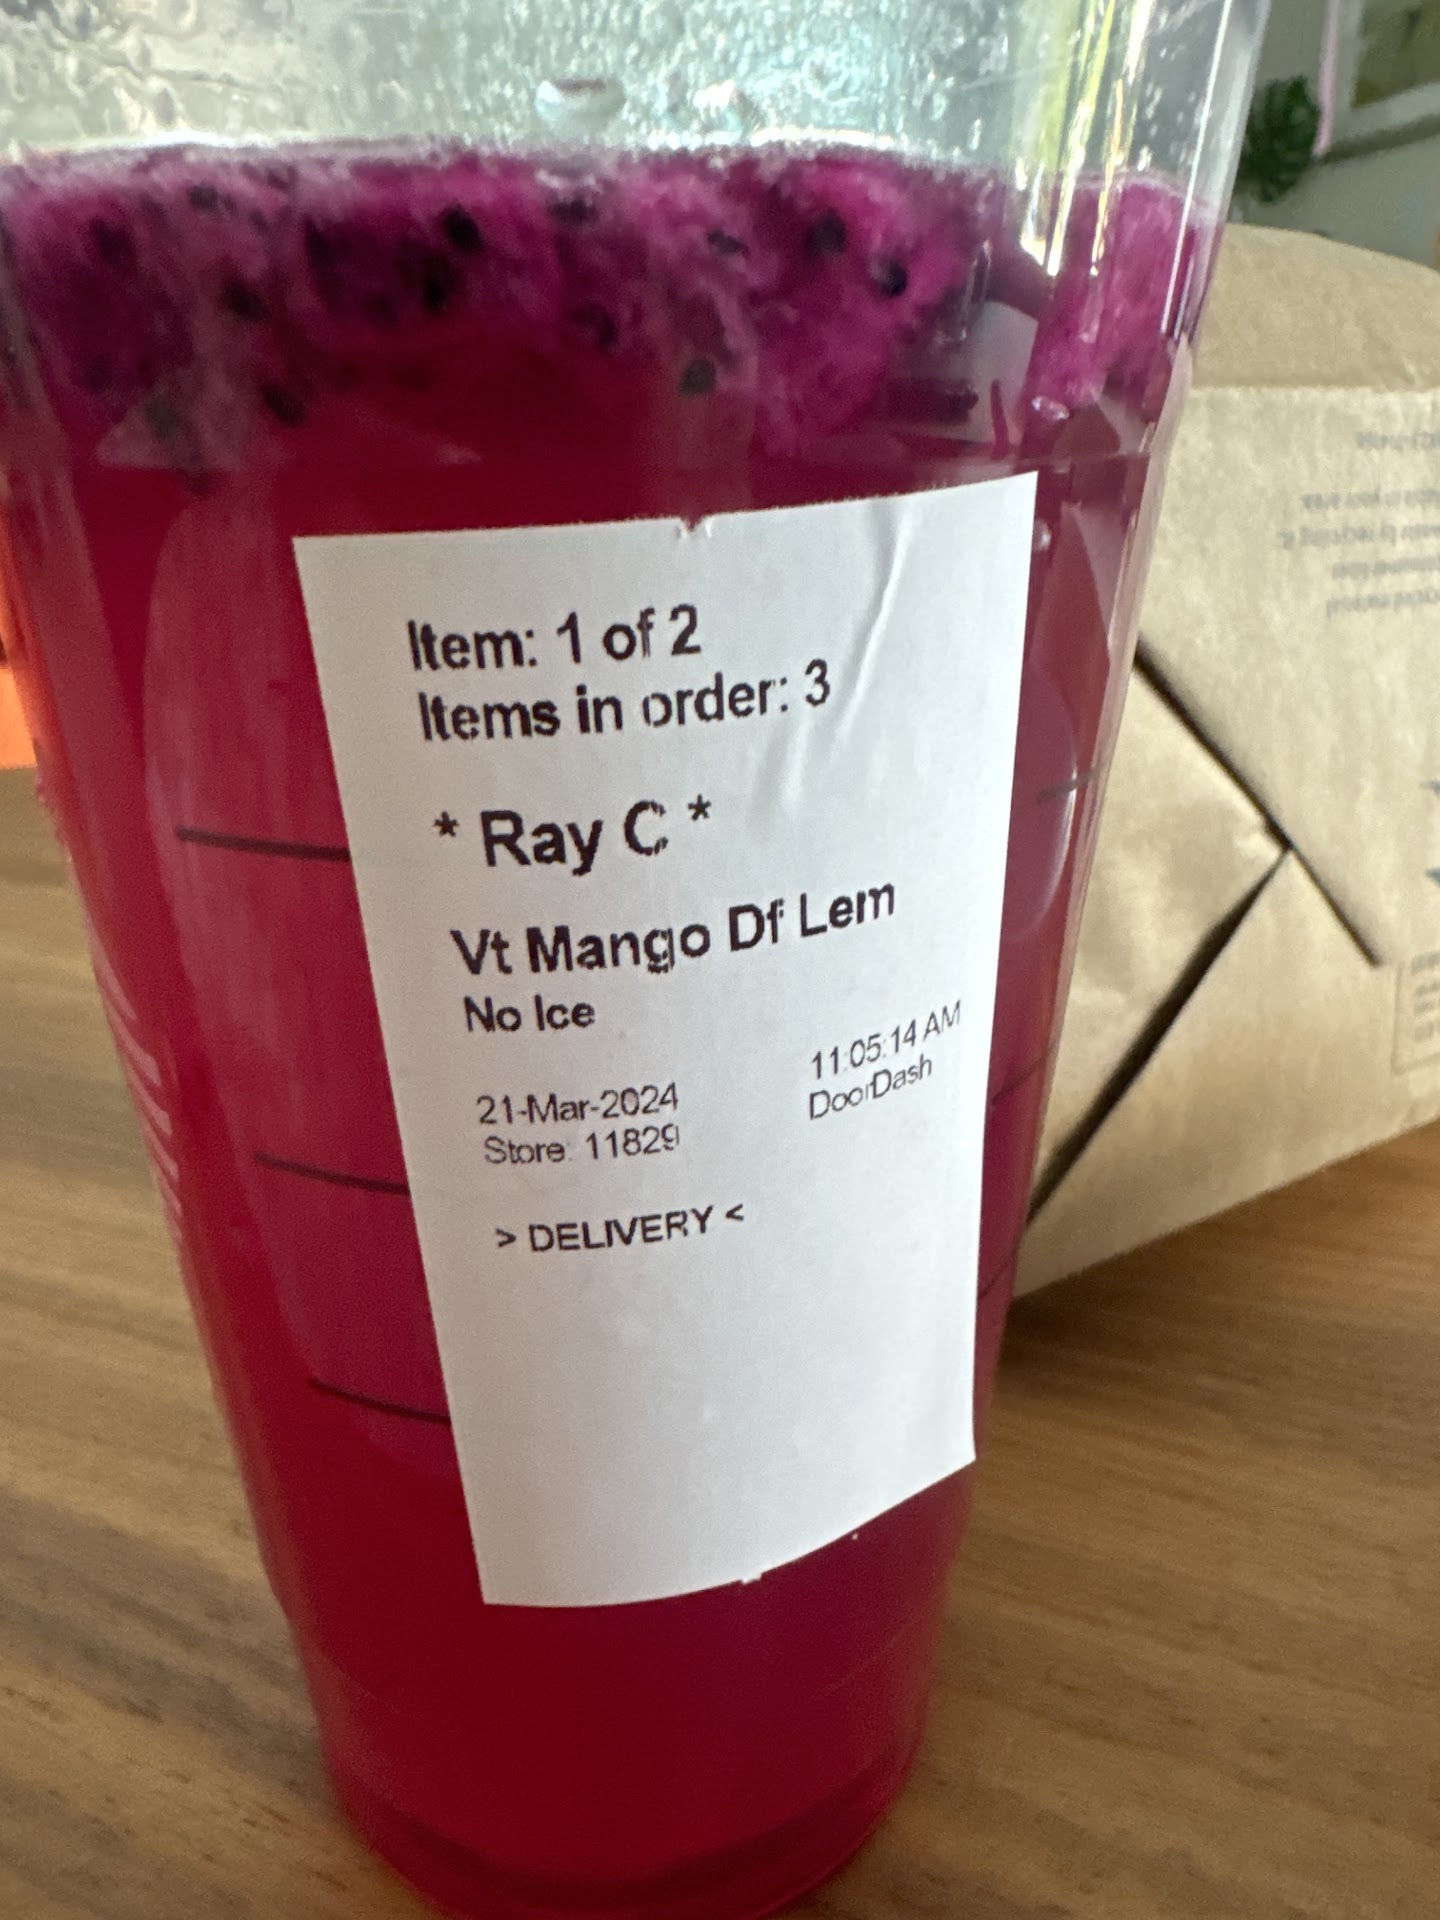 Item: 1 of 2
Items in order: 3
* Ray C *
Vt Mango Df Lem
No Ice
21-Mar-2024
Store: 11829
11:05:14 AM
DoorDash
> DELIVERY <